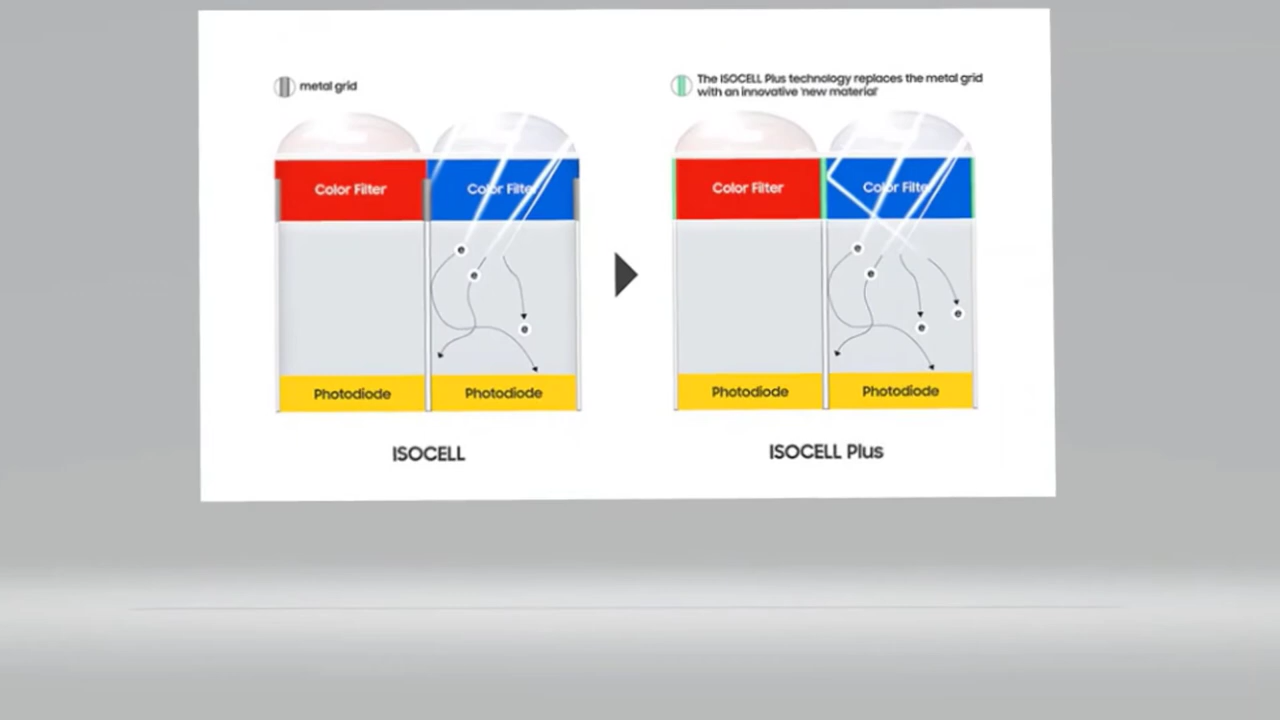 metal grid
The ISOCELL Plus technology replaces the metal grid
with an innovative 'new material'
Color Filter
Color Filter
Color Filter
Color Filter
e
e
e
e
e
e
e
Photodiode
Photodiode
Photodiode
Photodiode
ISOCELL
ISOCELL Plus